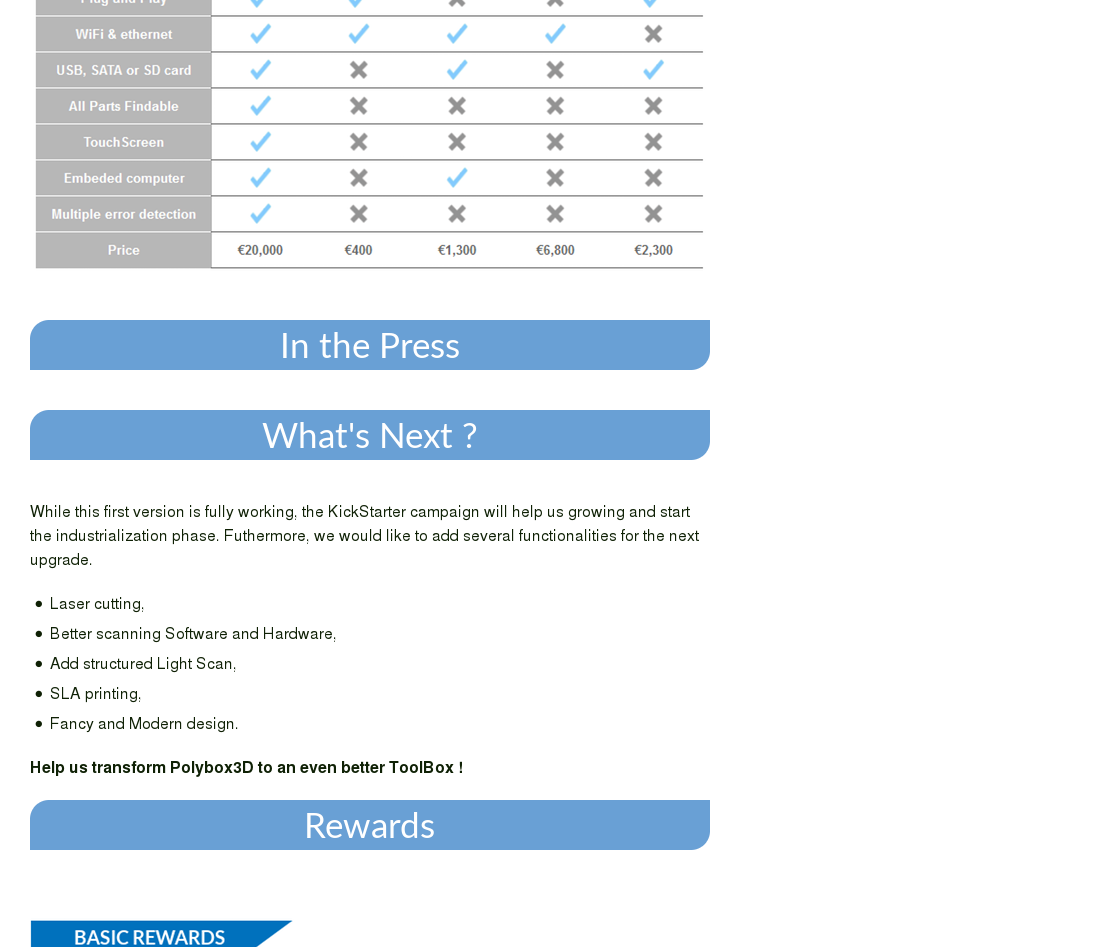 Plug and Play
WiFi & ethernet
USB, SATA or SD card
All Parts Findable
TouchScreen
Embeded computer
Multiple error detection
Price €20,000 €400 €1,300 €6,800 €2,300
In the Press
What's Next ?
While this first version is fully working, the KickStarter campaign will help us growing and start
the industrialization phase. Futhermore, we would like to add several functionalities for the next
upgrade.
Laser cutting,
Better scanning Software and Hardware,
Add structured Light Scan,
SLA printing,
Fancy and Modern design.
Help us transform Polybox3D to an even better ToolBox !
Rewards
BASIC REWARDS